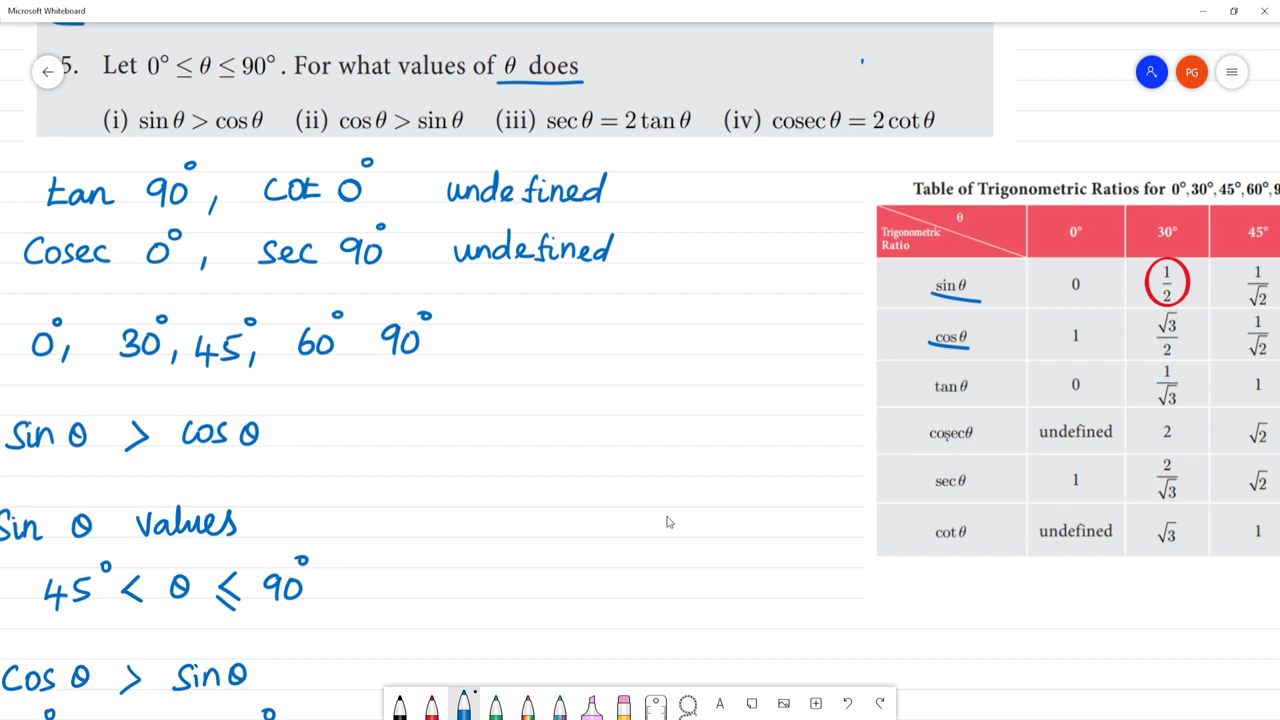 Microsoft Whiteboard
5. Let 0° ≤ θ ≤ 90°. For what values of θ does
(i) sin θ > cos θ (ii) cos θ > sin θ (iii) sec θ = 2 tan θ (iv) cosec θ = 2 cot θ
PG
tan 90°, cot 0° undefined
Cosec 0°, sec 90° undefined
0°, 30°, 45°, 60° 90°
sin θ > cos θ
Sin θ values
45° < θ ≤ 90°
cos θ > sin θ
Table of Trigonometric Ratios for 0°,30°,45°,60°,9
θ
Trigonometric Ratio 0° 30° 45°
sin θ 0 1/2 1/√2
cos θ 1 √3/2 1/√2
tan θ 0 1/√3 1
cosecθ undefined 2 √2
sec θ 1 2/√3 √2
cot θ undefined √3 1
A